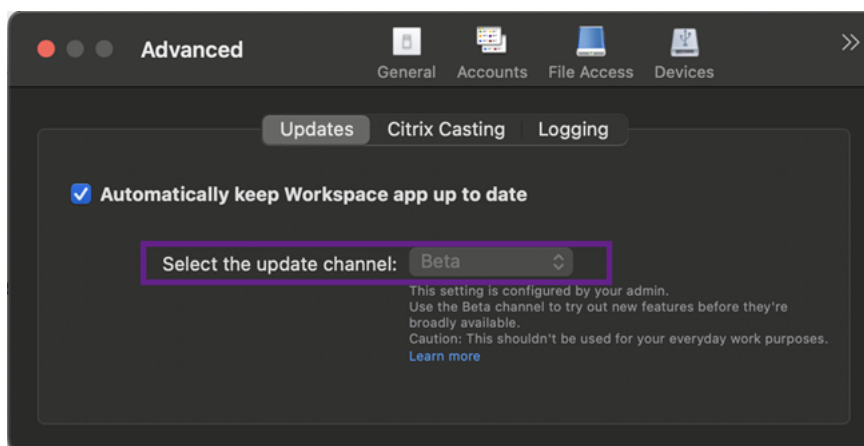 Advanced
General Accounts File Access Devices
Updates Citrix Casting Logging
Automatically keep Workspace app up to date
Select the update channel: Beta
This setting is configured by your admin.
Use the Beta channel to try out new features before they're
broadly available.
Caution: This shouldn't be used for your everyday work purposes.
Learn more